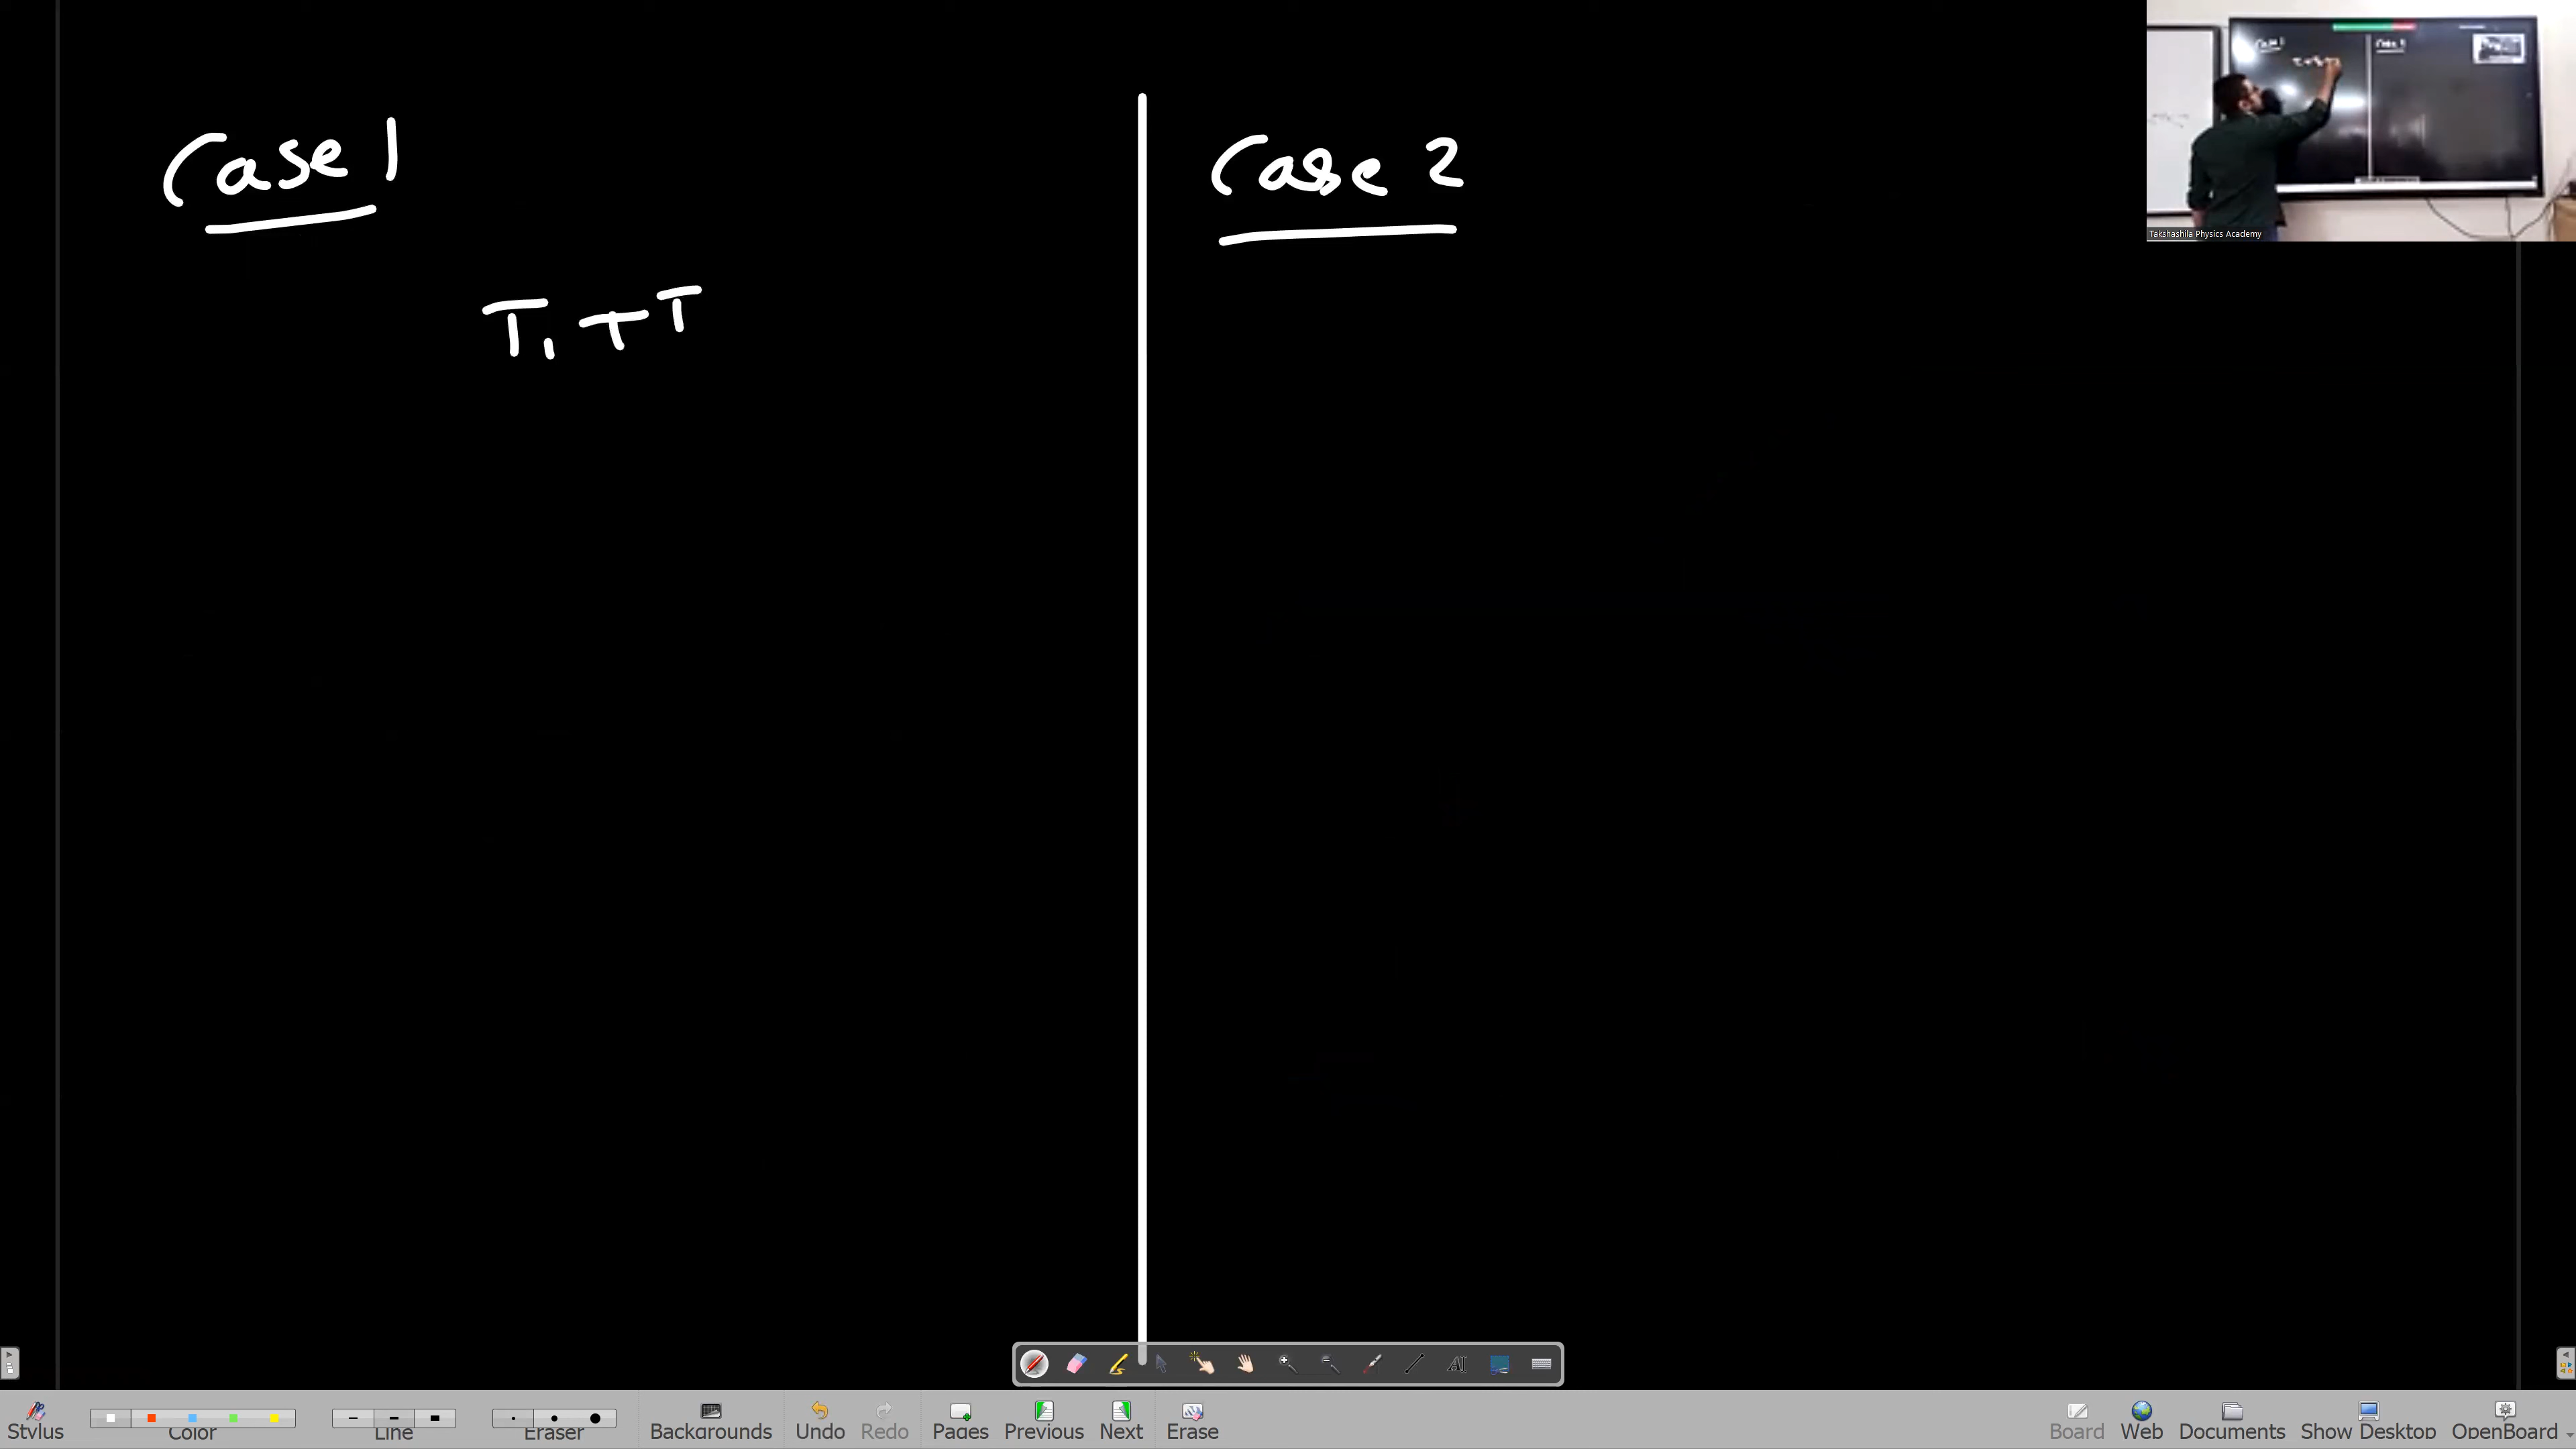 Case 1
T₁ + T
Case 2
Takshashila Physics Academy
Stylus
Color
Line
Eraser
Backgrounds
Undo
Redo
Pages
Previous
Next
Erase
Board
Web
Documents
Show Desktop
OpenBoard